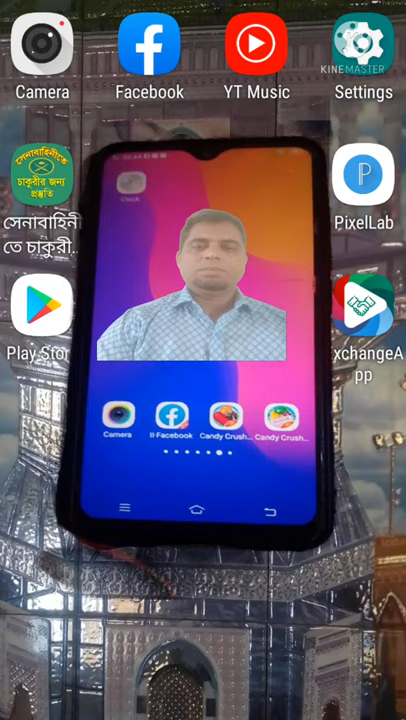 Camera
Facebook
YT Music
KINEMASTER
Settings
সেনাবাহিনীতে
চাকুরীর জন্য
প্রস্তুতি
সেনাবাহিনী
তে চাকুরী..
PixelLab
Play Sto
xchangeA
pp
Clock
Camera
Facebook
Candy Crush...
Candy Crush...